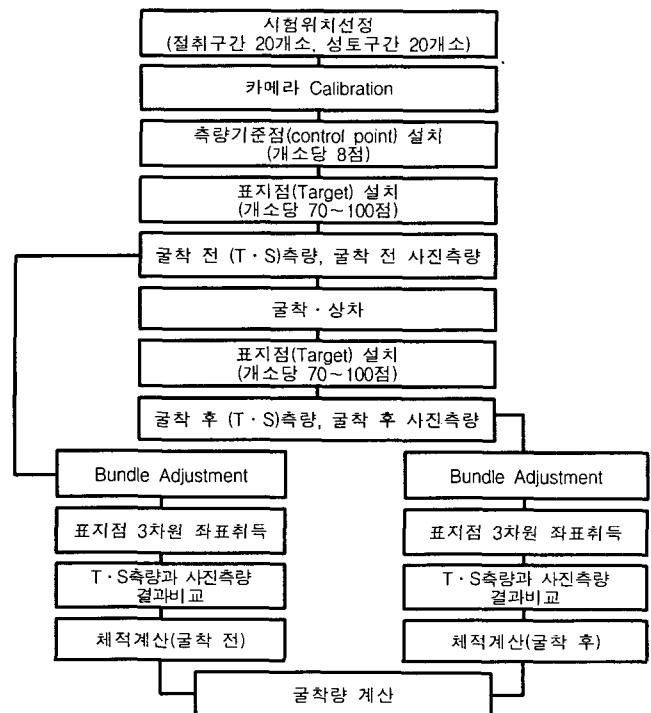 시험위치선정
(절취구간 20개소, 성토구간 20개소)
카메라 Calibration
측량기준점(control point) 설치
(개소당 8점)
표지점(Target) 설치
(개소당 70~100점)
굴착 전 (T·S)측량, 굴착 전 사진측량
굴착·상차
표지점(Target) 설치
(개소당 70~100점)
굴착 후 (T·S)측량, 굴착 후 사진측량
Bundle Adjustment
표지점 3차원 좌표취득
T·S측량과 사진측량
결과비교
체적계산(굴착 전)
Bundle Adjustment
표지점 3차원 좌표취득
T·S측량과 사진측량
결과비교
체적계산(굴착 후)
굴착량 계산